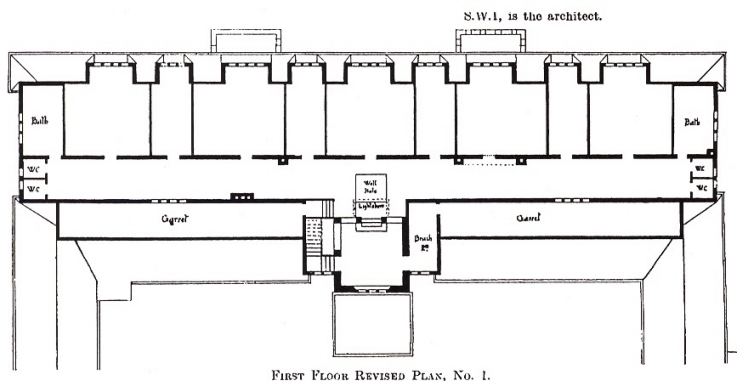 S.W.1, is the architect.
Bath
Bath
WC
WC
WC
WC
Well
Hole
Garret
Garret
Brush
Rm
FIRST FLOOR REVISED PLAN, No. 1.